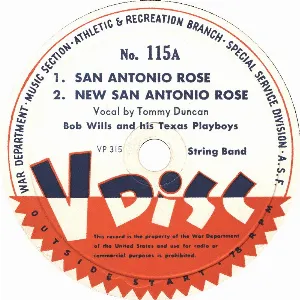 WAR DEPARTMENT · MUSIC SECTION · ATHLETIC & RECREATION BRANCH · SPECIAL SERVICE DIVISION · A.S.F.
No. 115A
1. SAN ANTONIO ROSE
2. NEW SAN ANTONIO ROSE
Vocal by Tommy Duncan
Bob Wills and his Texas Playboys
VP 315
String Band
V DISC
This record is the property of the War Department
of the United States and use for radio or
commercial purposes is prohibited.
OUTSIDE START · 78 RPM